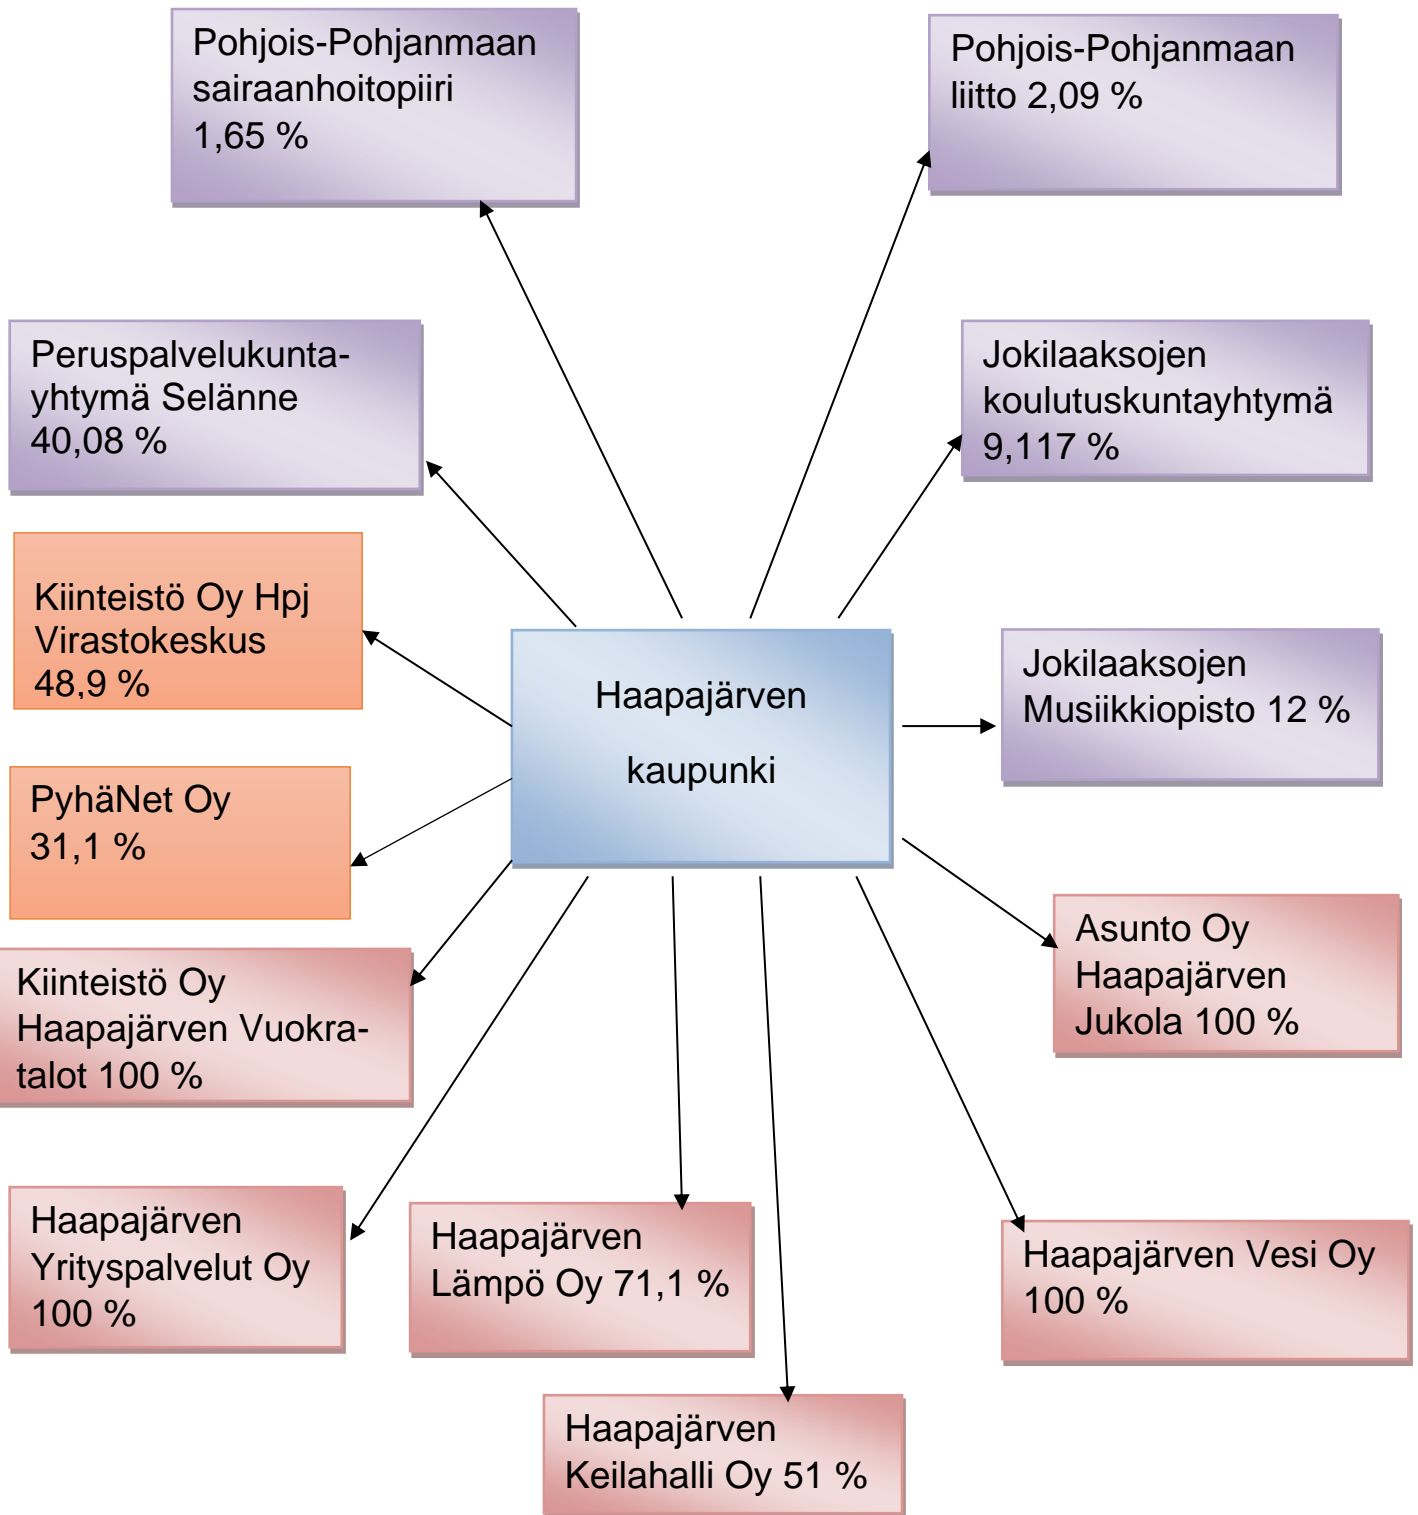 Pohjois-Pohjanmaan
sairaanhoitopiiri
1,65 %
Pohjois-Pohjanmaan
liitto 2,09 %
Peruspalvelukunta-
yhtymä Selänne
40,08 %
Jokilaaksojen
koulutuskuntayhtymä
9,117 %
Kiinteistö Oy Hpj
Virastokeskus
48,9 %
Haapajärven
kaupunki
Jokilaaksojen
Musiikkiopisto 12 %
PyhäNet Oy
31,1 %
Asunto Oy
Haapajärven
Jukola 100 %
Kiinteistö Oy
Haapajärven Vuokra-
talot 100 %
Haapajärven
Yrityspalvelut Oy
100 %
Haapajärven
Lämpö Oy 71,1 %
Haapajärven Vesi Oy
100 %
Haapajärven
Keilahalli Oy 51 %